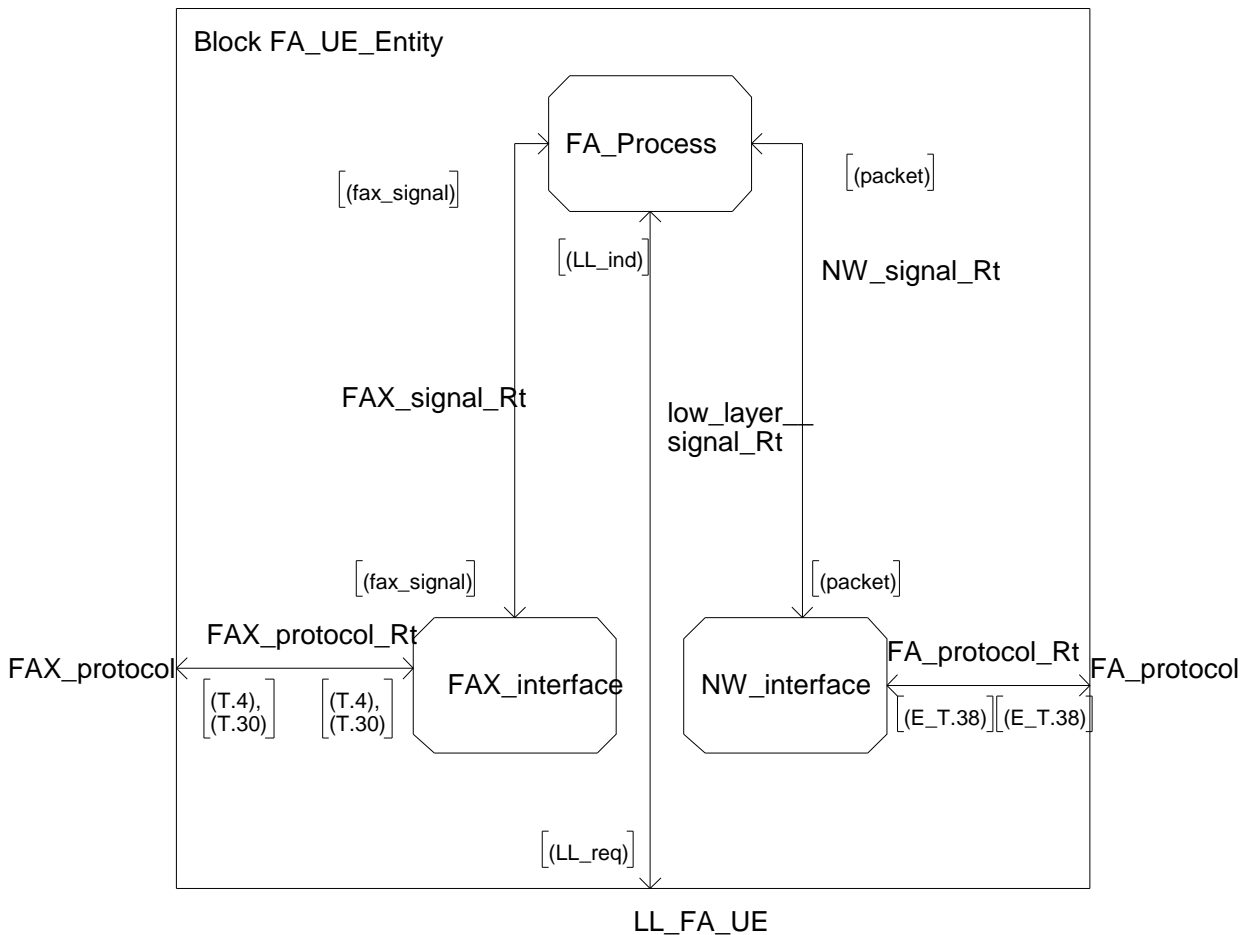 Block FA_UE_Entity
FA_Process
[(fax_signal)]
[(packet)]
[(LL_ind)]
NW_signal_Rt
FAX_signal_Rt
low_layer_
signal_Rt
[(fax_signal)]
[(packet)]
FAX_protocol_Rt
FA_protocol_Rt
FAX_protocol
FAX_interface
NW_interface
FA_protocol
[(T.4),
(T.30)]
[(T.4),
(T.30)]
[(E_T.38)]
[(E_T.38)]
[(LL_req)]
LL_FA_UE